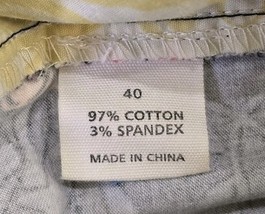 40
97% COTTON
3% SPANDEX
MADE IN CHINA